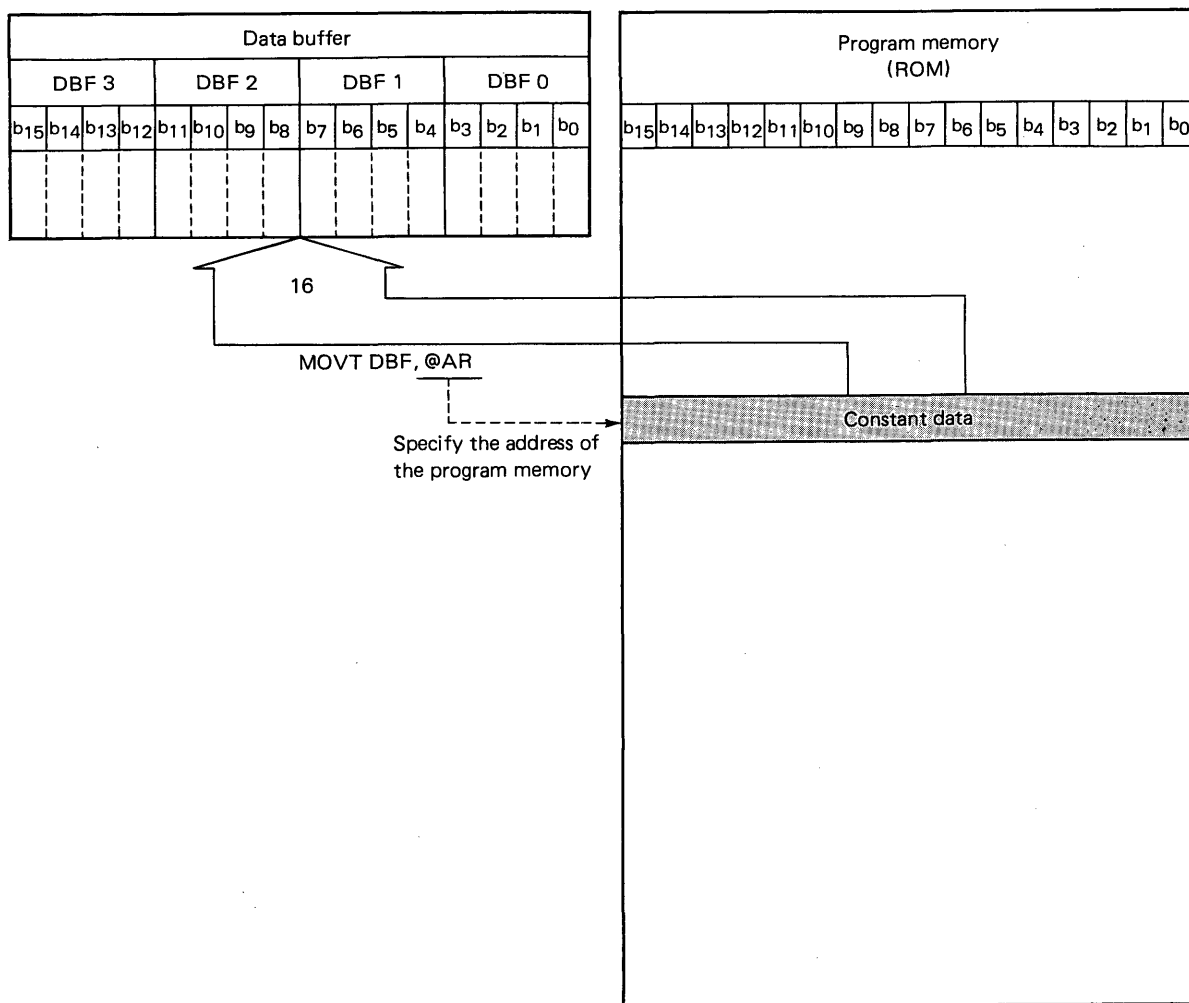 Data buffer
DBF 3 DBF 2 DBF 1 DBF 0
b15 b14 b13 b12 b11 b10 b9 b8 b7 b6 b5 b4 b3 b2 b1 b0
Program memory
(ROM)
b15 b14 b13 b12 b11 b10 b9 b8 b7 b6 b5 b4 b3 b2 b1 b0
16
MOVT DBF, @AR
Constant data
Specify the address of
the program memory